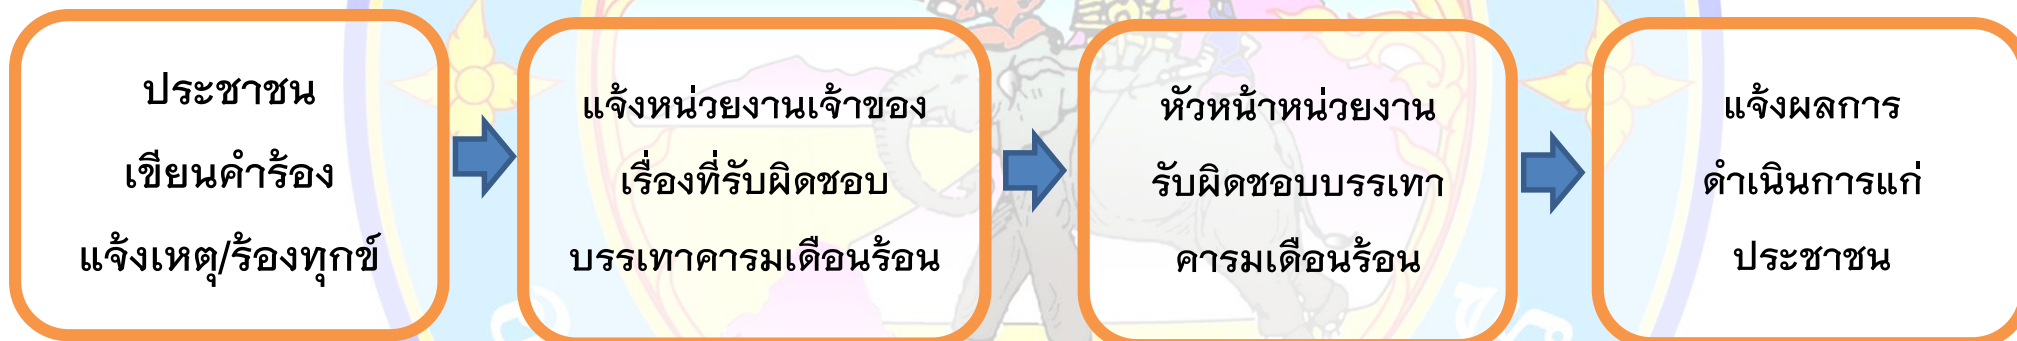 ประชาชน
เขียนคำร้อง
แจ้งเหตุ/ร้องทุกข์
แจ้งหน่วยงานเจ้าของ
เรื่องที่รับผิดชอบ
บรรเทาคารมเดือนร้อน
หัวหน้าหน่วยงาน
รับผิดชอบบรรเทา
คารมเดือนร้อน
แจ้งผลการ
ดำเนินการแก่
ประชาชน